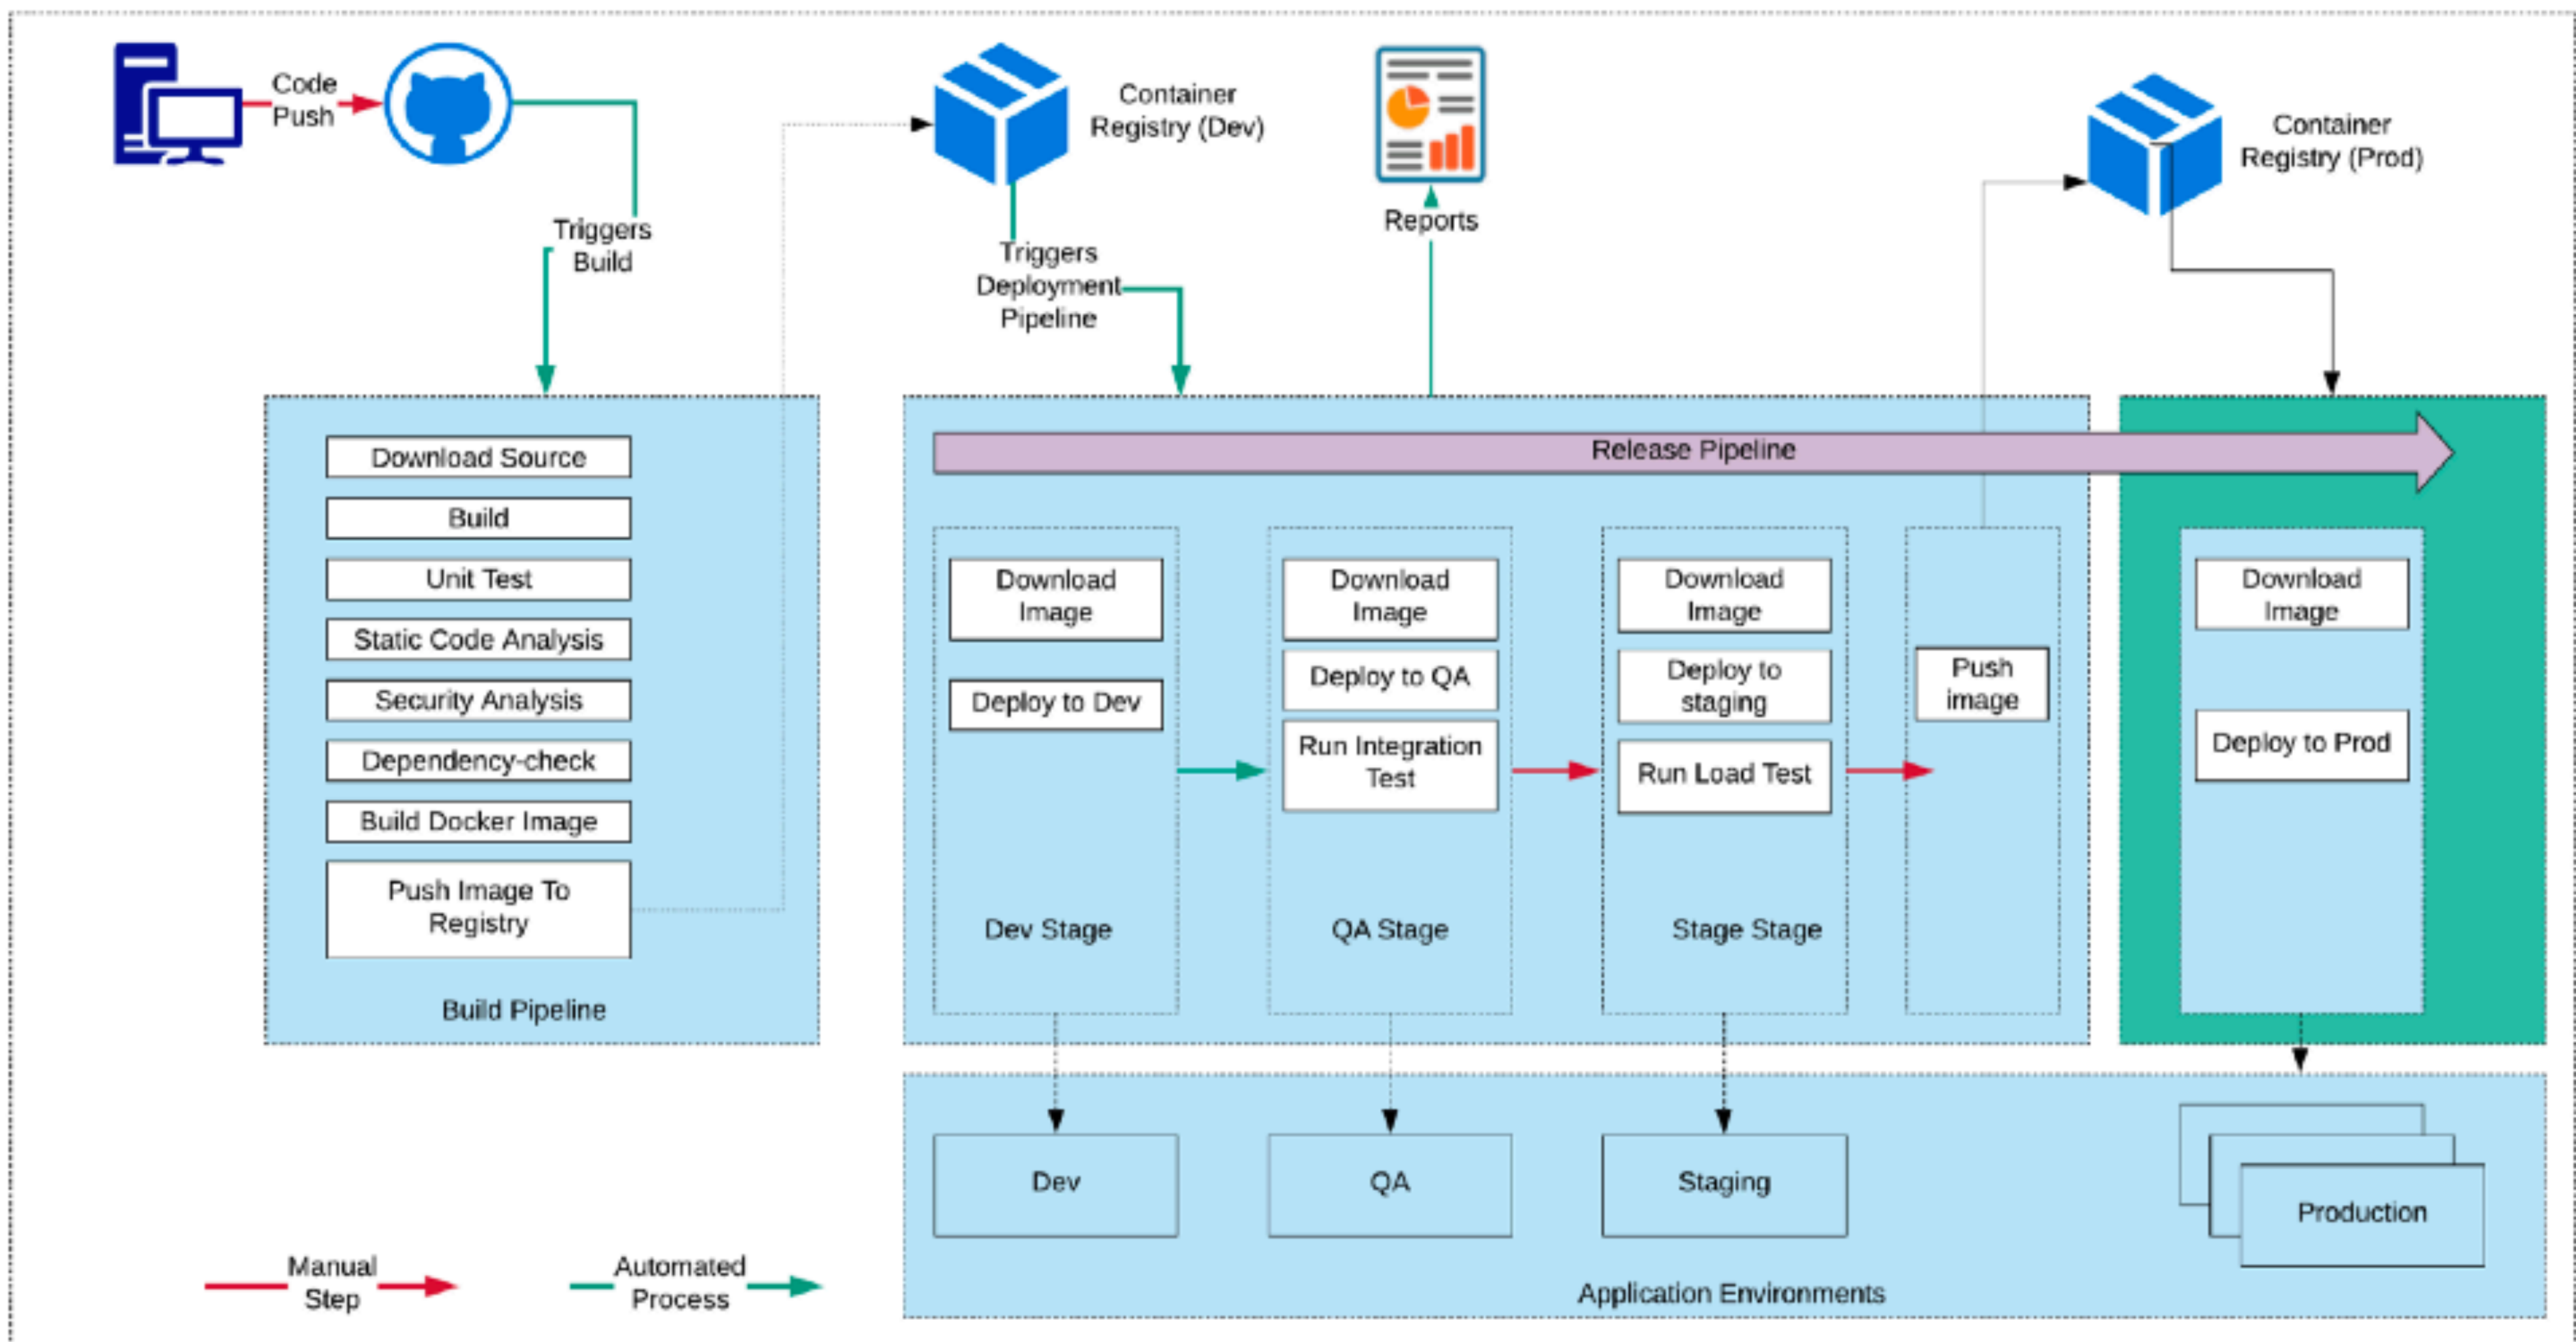 Code
Push
Container
Registry (Dev)
Container
Registry (Prod)
Triggers
Build
Triggers
Deployment
Pipeline
Reports
Download Source
Build
Unit Test
Static Code Analysis
Security Analysis
Dependency-check
Build Docker Image
Push Image To
Registry
Build Pipeline
Release Pipeline
Download
Image
Deploy to Dev
Dev Stage
Download
Image
Deploy to QA
Run Integration
Test
QA Stage
Download
Image
Deploy to
staging
Run Load Test
Stage Stage
Push
image
Download
Image
Deploy to Prod
Dev
QA
Staging
Production
Application Environments
Manual
Step
Automated
Process